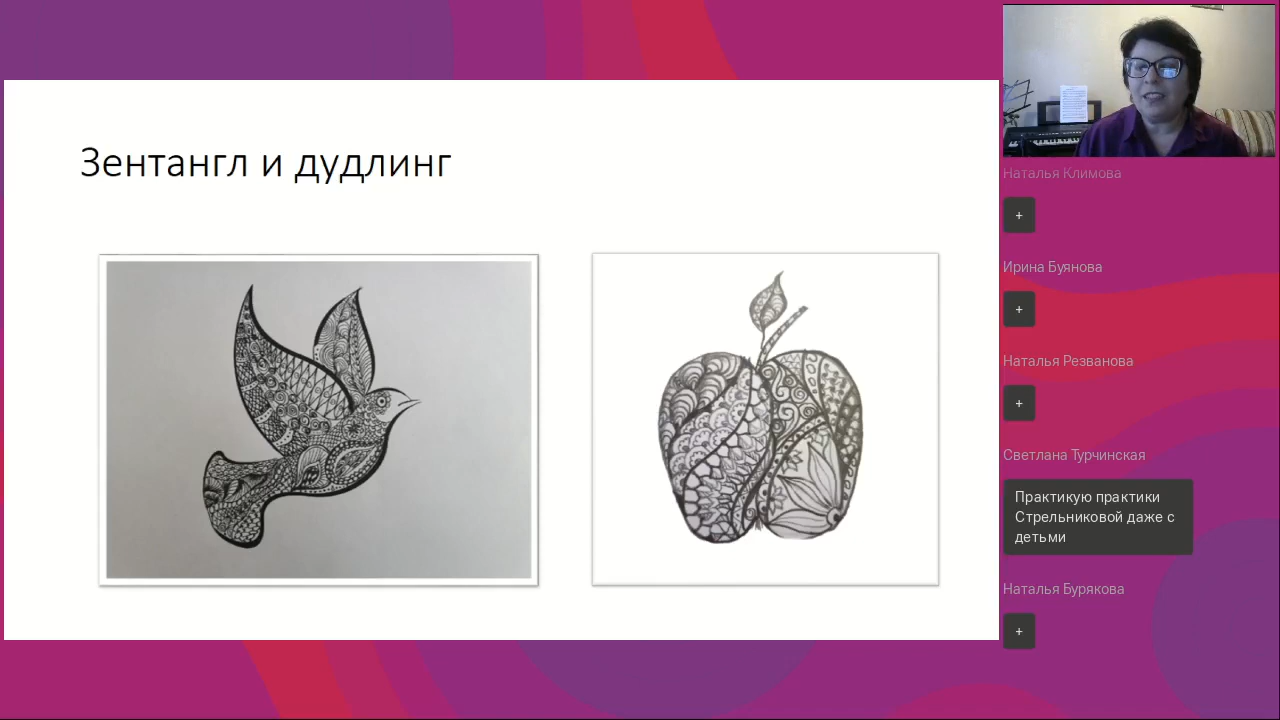 Зентангл и дудлинг
Наталья Климова
+
Ирина Буянова
+
Наталья Резванова
+
Светлана Турчинская
Практикую практики
Стрельниковой даже с
детьми
Наталья Бурякова
+